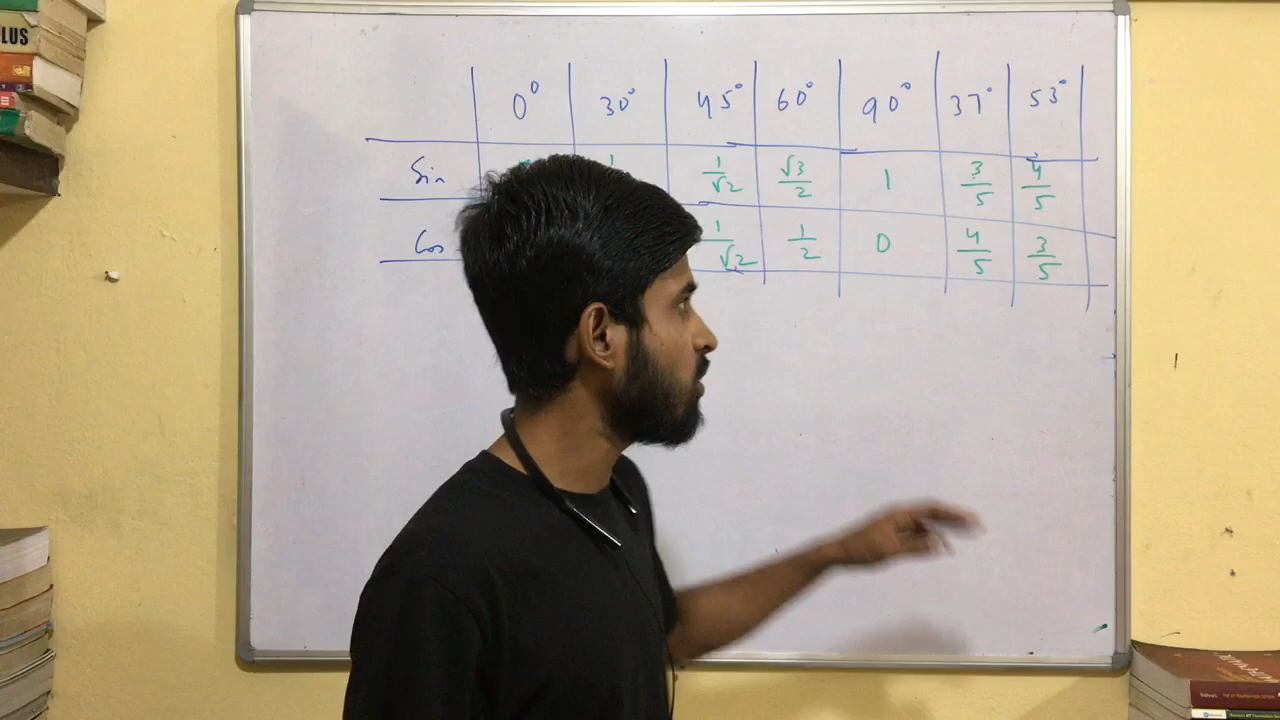 LUS
0° 30° 45° 60° 90° 37° 53°
Sin 1 1/√2 √3/2 1 3/5 4/5
Cos 1/√2 1/2 0 4/5 3/5